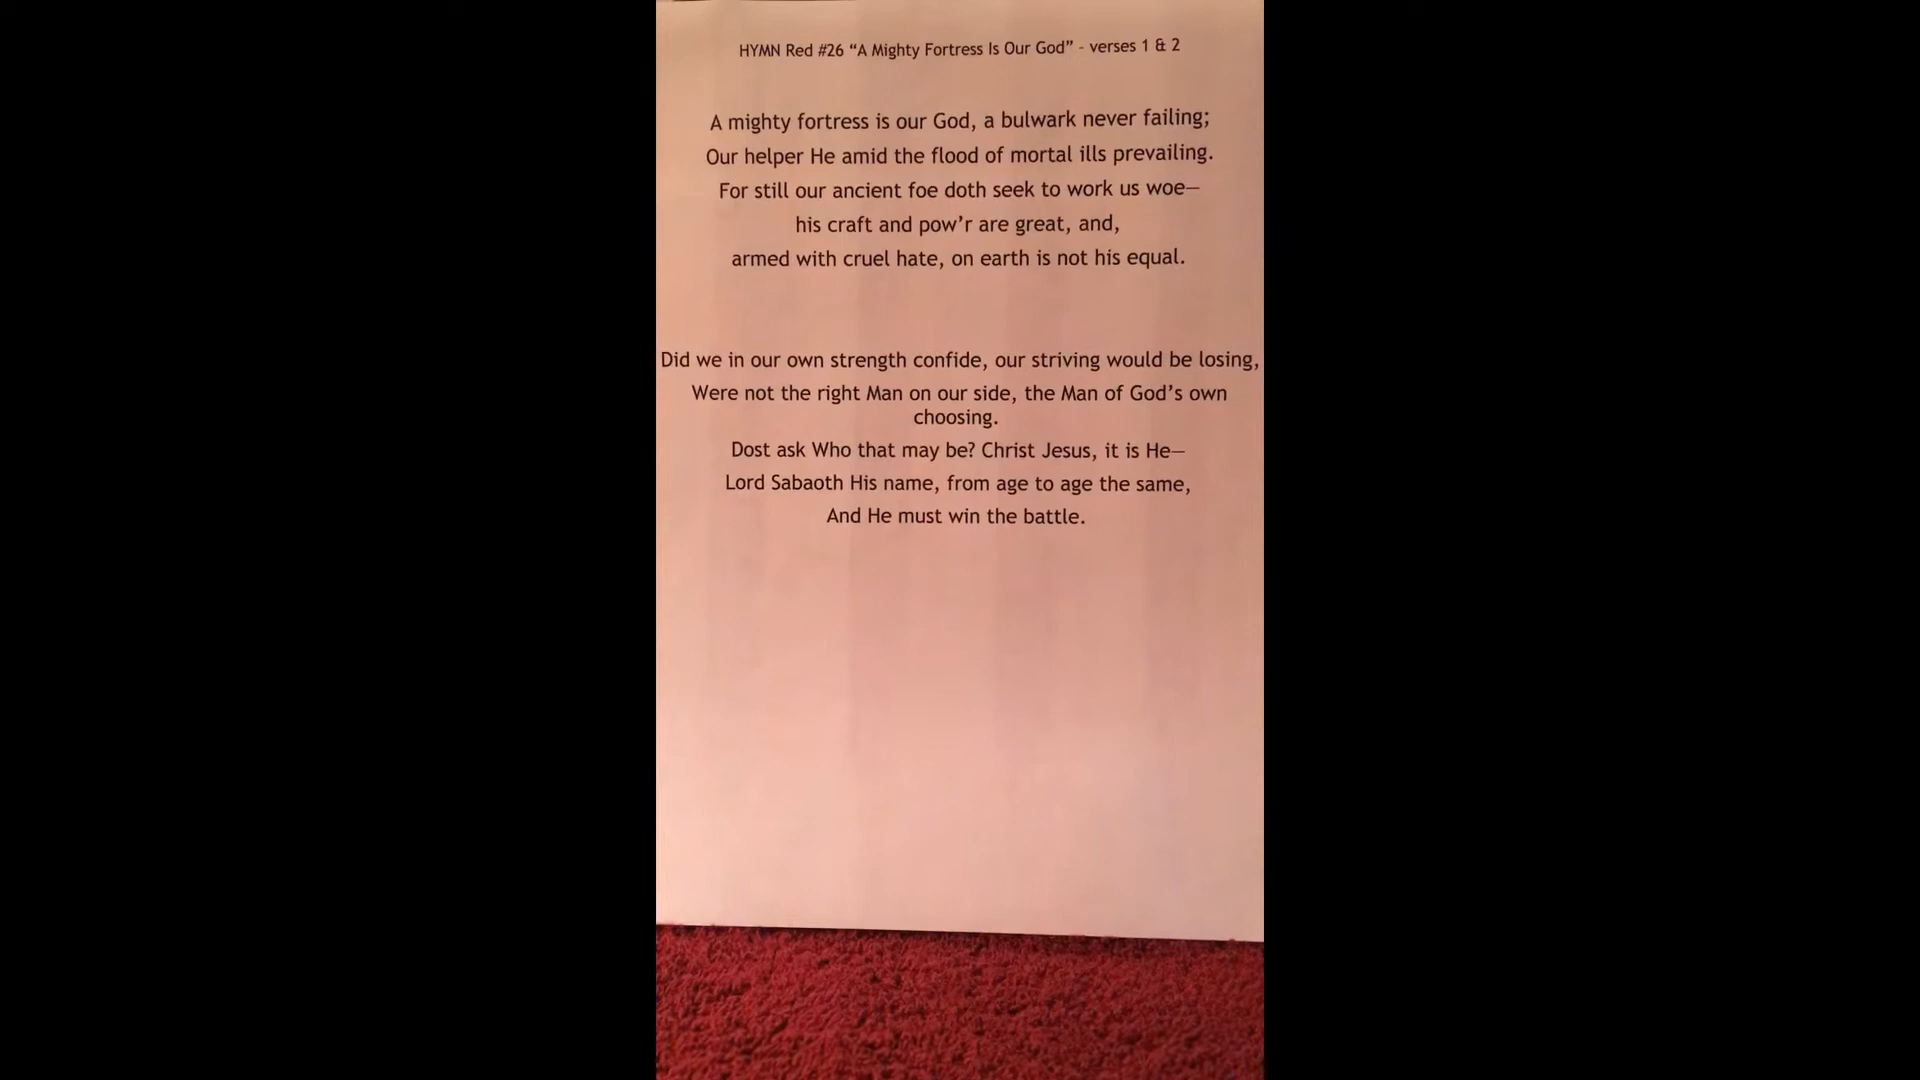 HYMN Red #26 “A Mighty Fortress Is Our God” - verses 1 & 2
A mighty fortress is our God, a bulwark never failing;
Our helper He amid the flood of mortal ills prevailing.
For still our ancient foe doth seek to work us woe—
his craft and pow’r are great, and,
armed with cruel hate, on earth is not his equal.
Did we in our own strength confide, our striving would be losing,
Were not the right Man on our side, the Man of God’s own
choosing.
Dost ask Who that may be? Christ Jesus, it is He—
Lord Sabaoth His name, from age to age the same,
And He must win the battle.